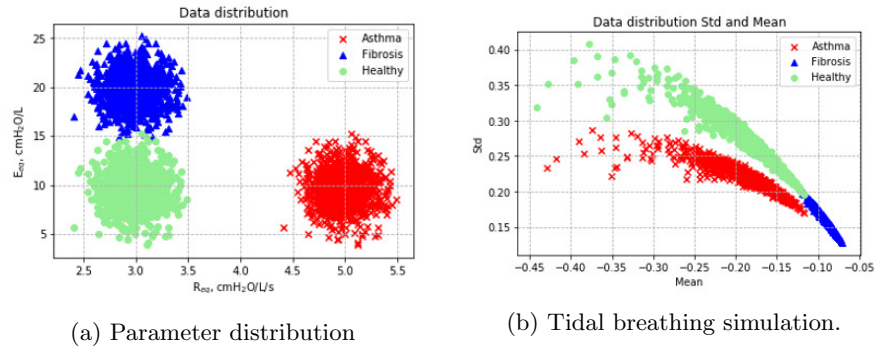 Data distribution
25
20
15
10
5
E_eq, cmH2O/L
2.5 3.0 3.5 4.0 4.5 5.0 5.5
R_eq, cmH2O/L/s
Asthma
Fibrosis
Healthy
(a) Parameter distribution
Data distribution Std and Mean
0.40
0.35
0.30
0.25
0.20
0.15
Std
−0.45 −0.40 −0.35 −0.30 −0.25 −0.20 −0.15 −0.10 −0.05
Mean
Asthma
Fibrosis
Healthy
(b) Tidal breathing simulation.